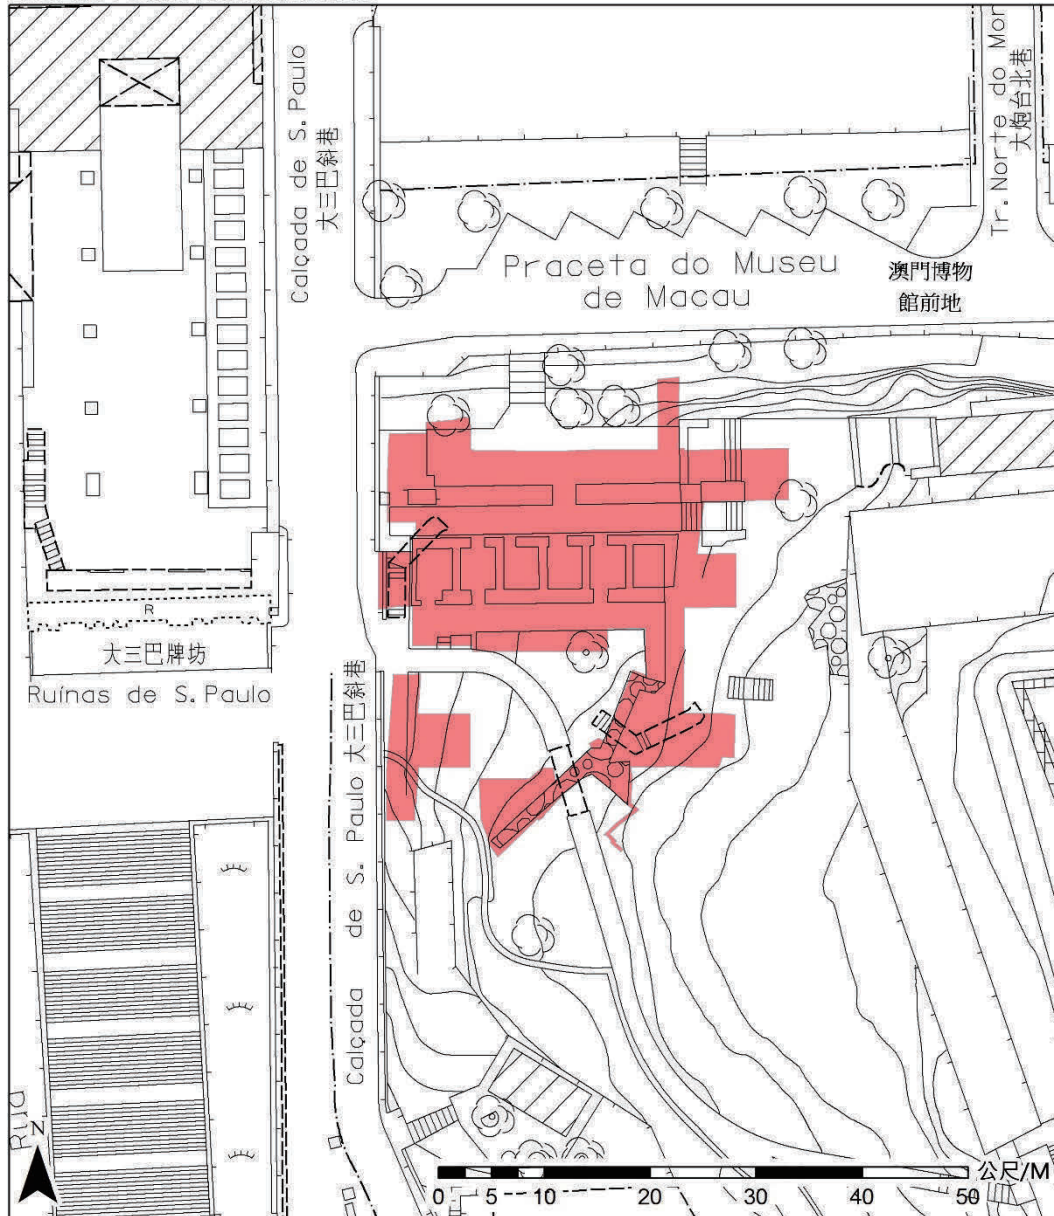 Calçada de S. Paulo
大三巴斜巷
Tr. Norte do Mon
大炮台北巷
Praceta do Museu
de Macau
澳門博物
館前地
R
大三巴牌坊
Ruínas de S. Paulo
Calçada de S. Paulo 大三巴斜巷
Rua
N
公尺/M
0 5 10 20 30 40 50